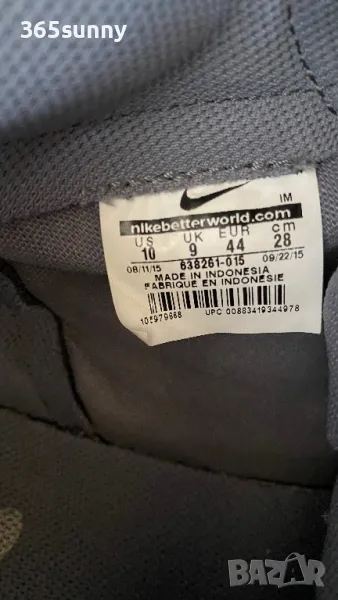 365sunny
IM
nikebetterworld.com
US UK EUR cm
10 9 44 28
08/11/15 638261-015 09/22/15
MADE IN INDONESIA
FABRIQUE EN INDONESIE
UPC 00883419344978
BAZAR